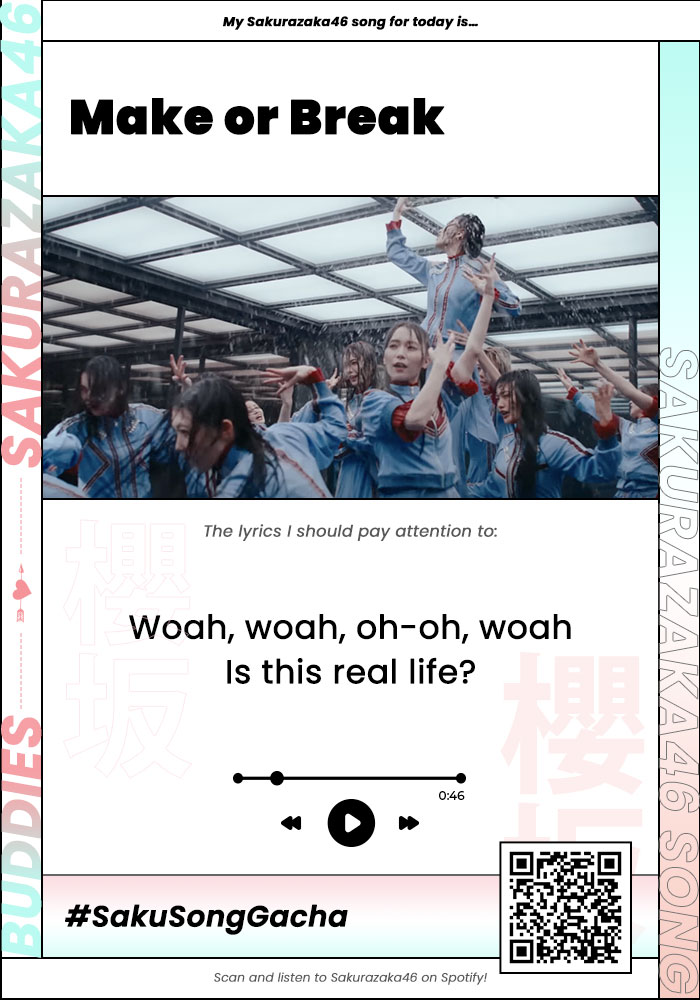 My Sakurazaka46 song for today is...
Make or Break
The lyrics I should pay attention to:
Woah, woah, oh-oh, woah
Is this real life?
0:46
#SakuSongGacha
Scan and listen to Sakurazaka46 on Spotify!
SAKURAZAKA46
BUDDIES
SAKURAZAKA46 SONG
櫻坂
櫻坂